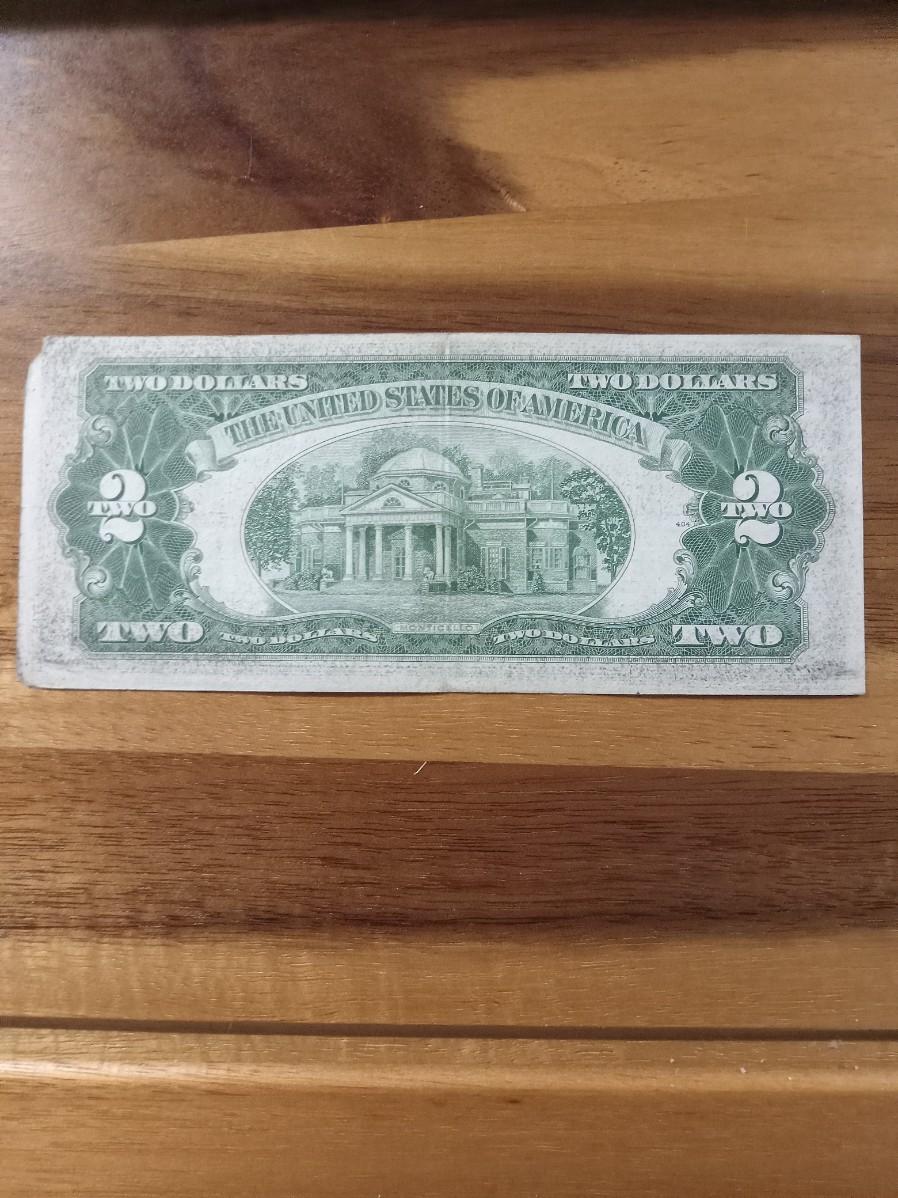 TWO DOLLARS TWO DOLLARS
THE UNITED STATES OF AMERICA
2 2
TWO TWO
404
TWO TWO DOLLARS MONTICELLO TWO DOLLARS TWO